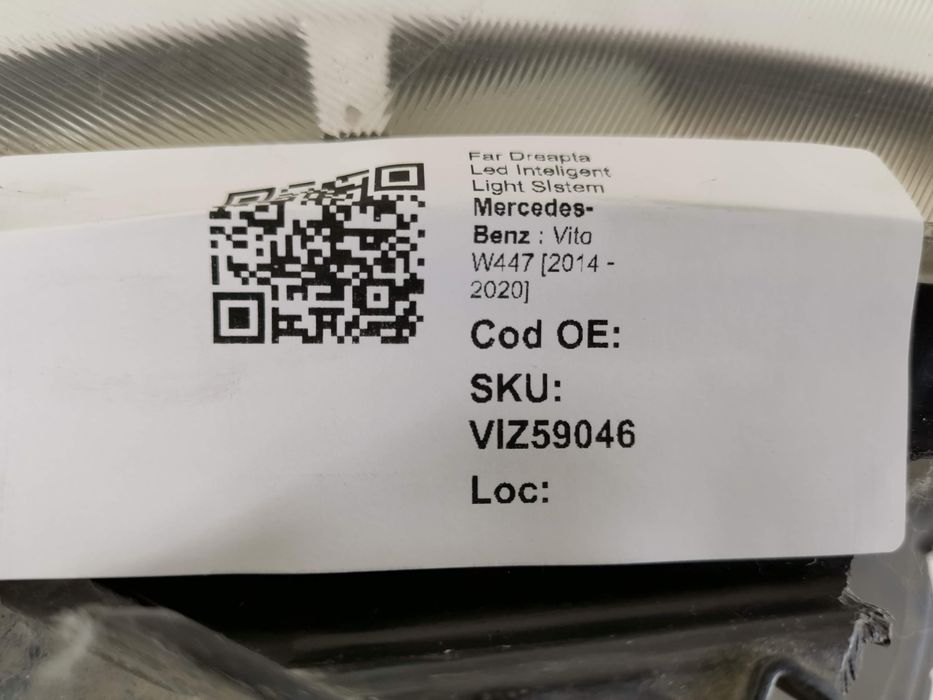 Far Dreapta
Led Inteligent
Light SIstem
Mercedes-
Benz : Vito
W447 [2014 -
2020]
Cod OE:
SKU:
VIZ59046
Loc: